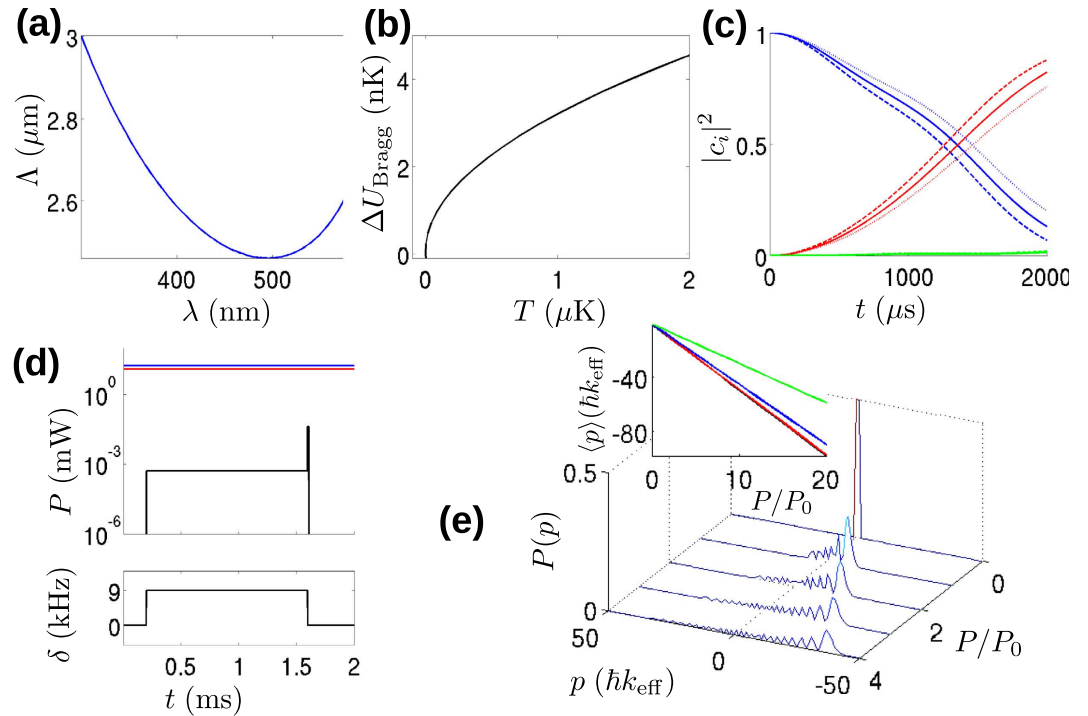 (a)
3
2.8
2.6
Λ (μm)
400
500
λ (nm)
(b)
4
2
0
ΔU_Bragg (nK)
0
1
2
T (μK)
(c)
1
0.5
0
|c_i|^2
0
1000
2000
t (μs)
(d)
10^0
10^-3
10^-6
P (mW)
9
0
δ (kHz)
0.5
1
1.5
2
t (ms)
(e)
-40
-80
⟨p⟩(ħk_eff)
0
10
20
P/P_0
0.5
0
P(p)
50
0
-50
p (ħk_eff)
0
2
4
P/P_0